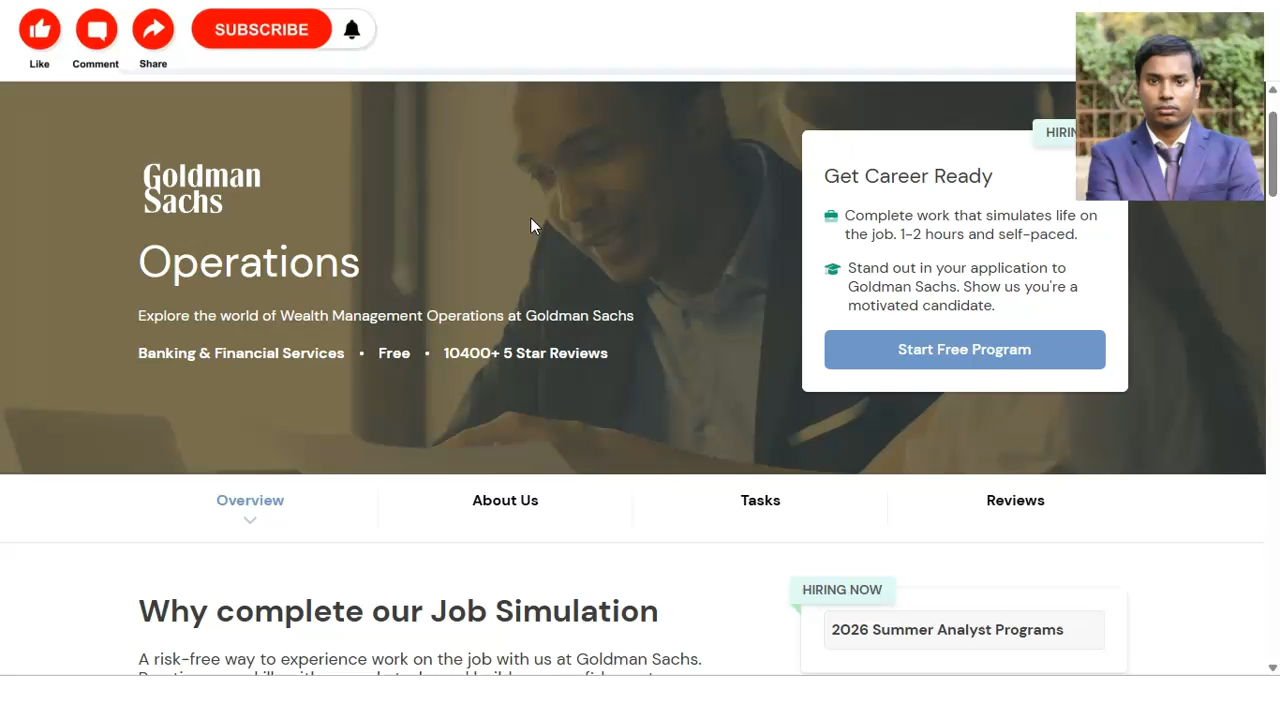 SUBSCRIBE
Like
Comment
Share
HIRIN
Goldman
Sachs
Operations
Explore the world of Wealth Management Operations at Goldman Sachs
Banking & Financial Services • Free • 10400+ 5 Star Reviews
Get Career Ready
Complete work that simulates life on
the job. 1-2 hours and self-paced.
Stand out in your application to
Goldman Sachs. Show us you're a
motivated candidate.
Start Free Program
Overview
About Us
Tasks
Reviews
Why complete our Job Simulation
A risk-free way to experience work on the job with us at Goldman Sachs.
HIRING NOW
2026 Summer Analyst Programs